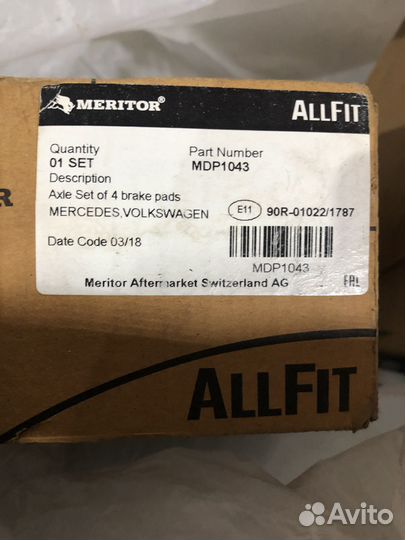 MERITOR®
ALLFIT
Quantity
Part Number
01 SET
MDP1043
Description
Axle Set of 4 brake pads
MERCEDES,VOLKSWAGEN
E11
90R-01022/1787
Date Code 03/18
MDP1043
Meritor Aftermarket Switzerland AG
EAC
R
ALLFIT
Avito